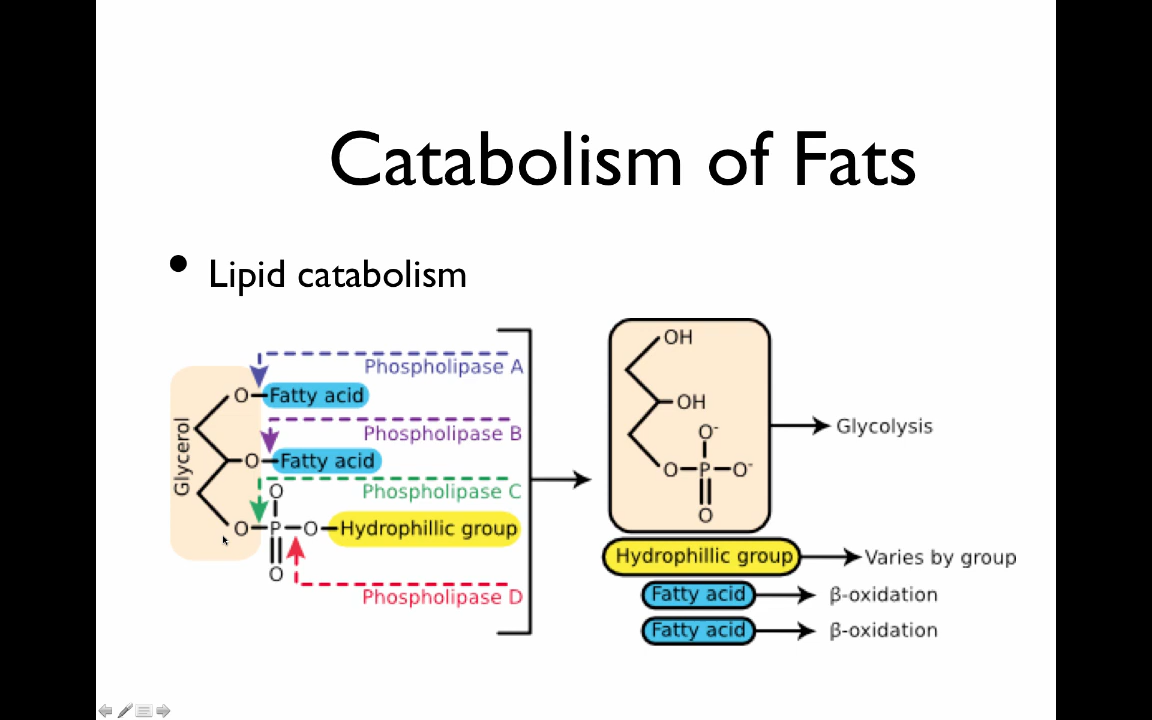 Catabolism of Fats
• Lipid catabolism
Phospholipase A
O Fatty acid
Phospholipase B
O Fatty acid
Phospholipase C
O
O P O Hydrophillic group
O
Phospholipase D
Glycerol
OH
OH
O-
O P O-
O
Glycolysis
Hydrophillic group Varies by group
Fatty acid β-oxidation
Fatty acid β-oxidation